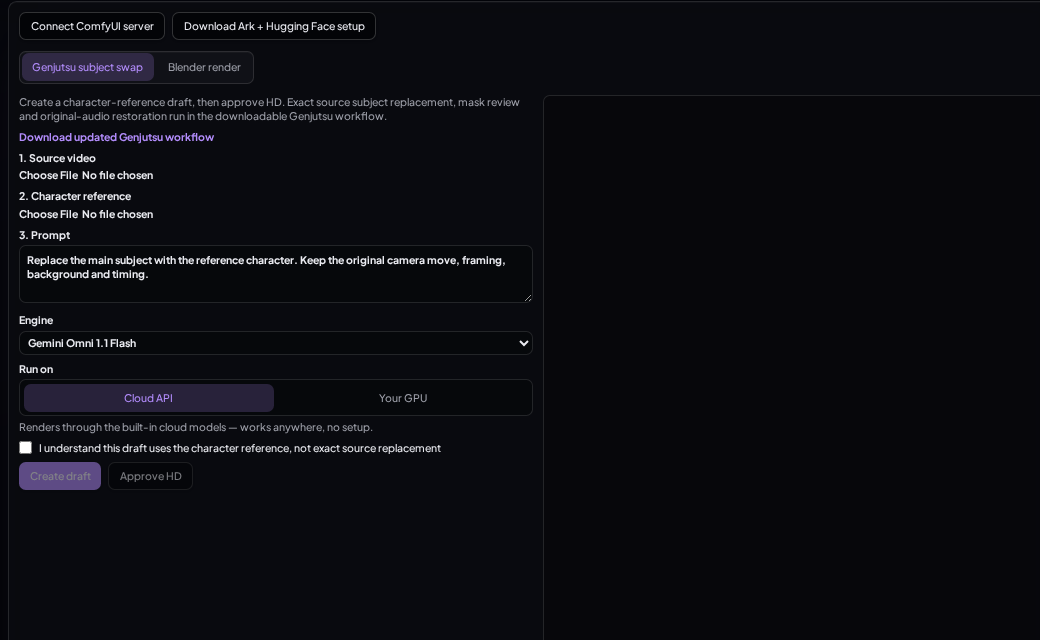 Connect ComfyUI server
Download Ark + Hugging Face setup
Genjutsu subject swap
Blender render
Create a character-reference draft, then approve HD. Exact source subject replacement, mask review
and original-audio restoration run in the downloadable Genjutsu workflow.
Download updated Genjutsu workflow
1. Source video
Choose File No file chosen
2. Character reference
Choose File No file chosen
3. Prompt
Replace the main subject with the reference character. Keep the original camera move, framing,
background and timing.
Engine
Gemini Omni 1.1 Flash
Run on
Cloud API
Your GPU
Renders through the built-in cloud models — works anywhere, no setup.
I understand this draft uses the character reference, not exact source replacement
Create draft
Approve HD